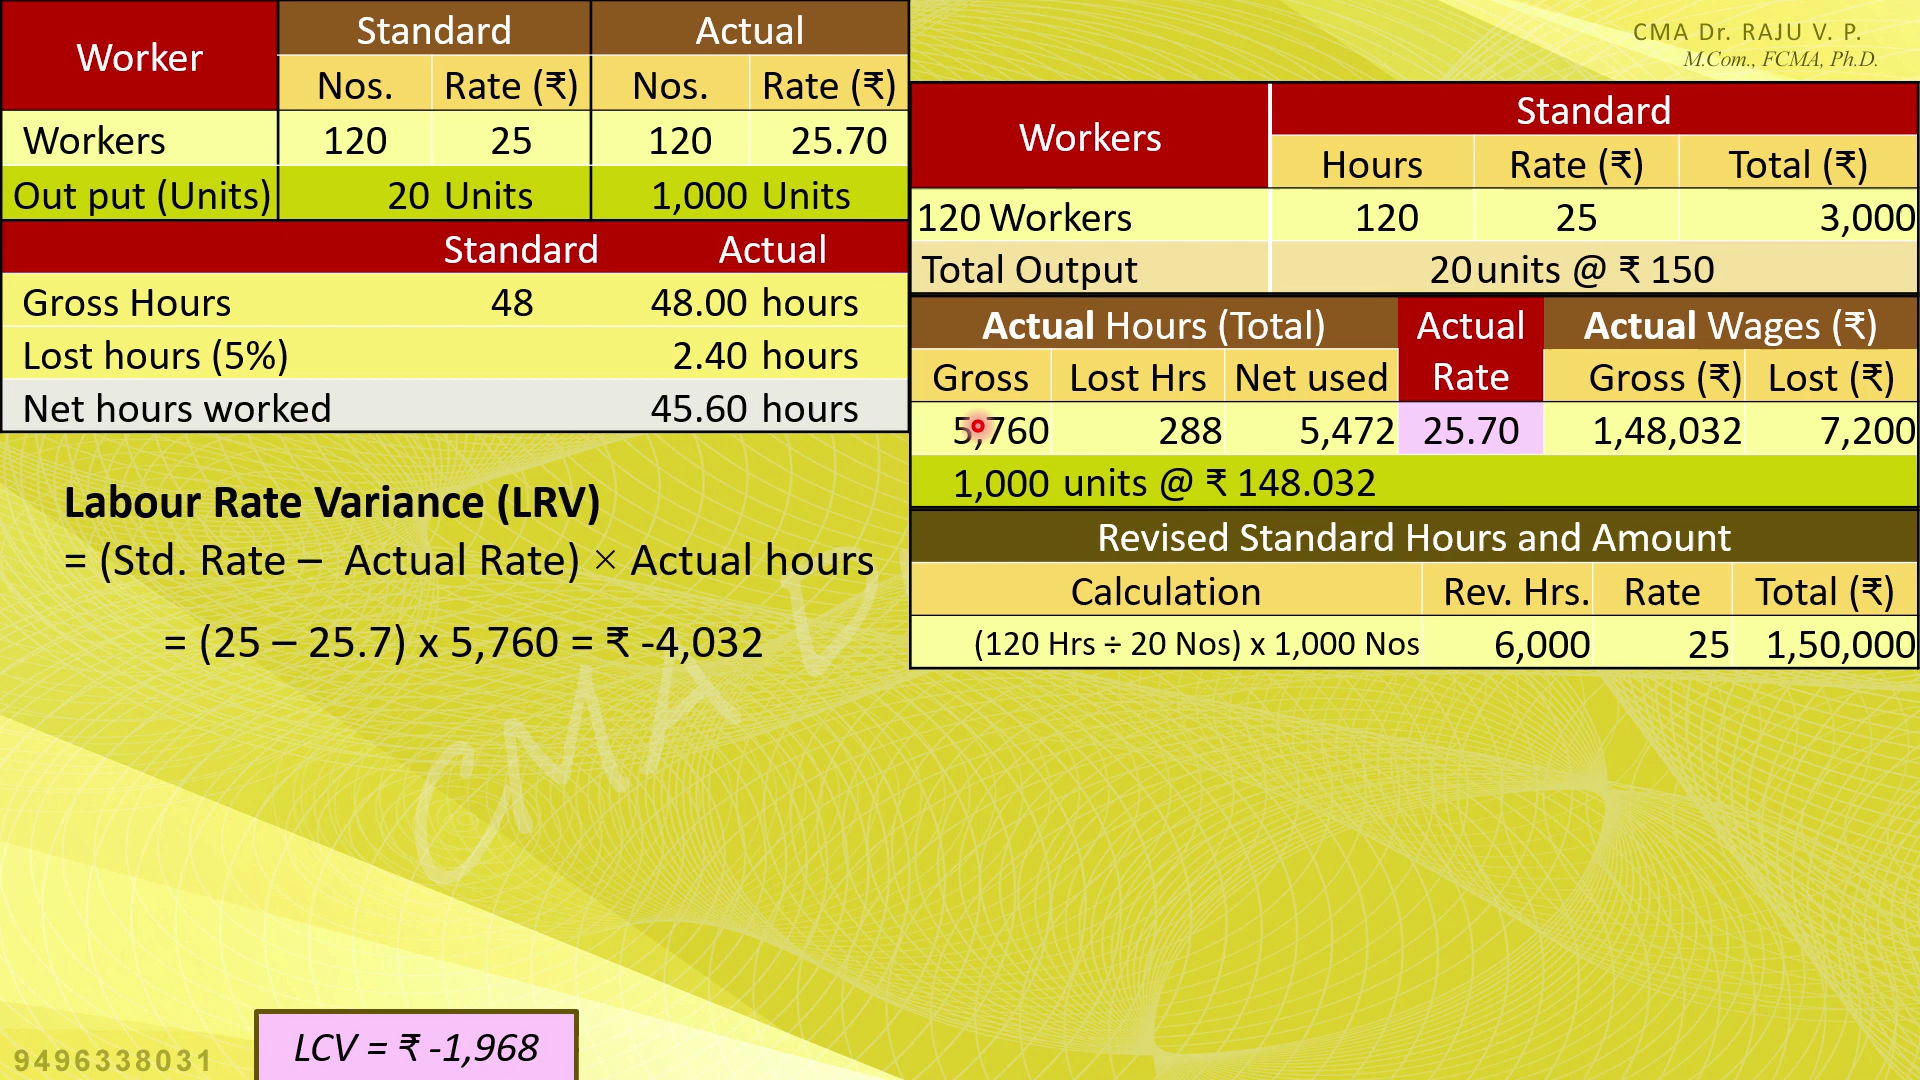 Worker Standard Actual
Nos. Rate (₹) Nos. Rate (₹)
Workers 120 25 120 25.70
Out put (Units) 20 Units 1,000 Units
Standard Actual
Gross Hours 48 48.00 hours
Lost hours (5%) 2.40 hours
Net hours worked 45.60 hours
Labour Rate Variance (LRV)
= (Std. Rate – Actual Rate) × Actual hours
= (25 – 25.7) x 5,760 = ₹ -4,032
LCV = ₹ -1,968
9496338031
CMA Dr. RAJU V. P.
M.Com., FCMA, Ph.D.
Workers Standard
Hours Rate (₹) Total (₹)
120 Workers 120 25 3,000
Total Output 20 units @ ₹ 150
Actual Hours (Total) Actual Rate Actual Wages (₹)
Gross Lost Hrs Net used Gross (₹) Lost (₹)
5,760 288 5,472 25.70 1,48,032 7,200
1,000 units @ ₹ 148.032
Revised Standard Hours and Amount
Calculation Rev. Hrs. Rate Total (₹)
(120 Hrs ÷ 20 Nos) x 1,000 Nos 6,000 25 1,50,000
CMA V